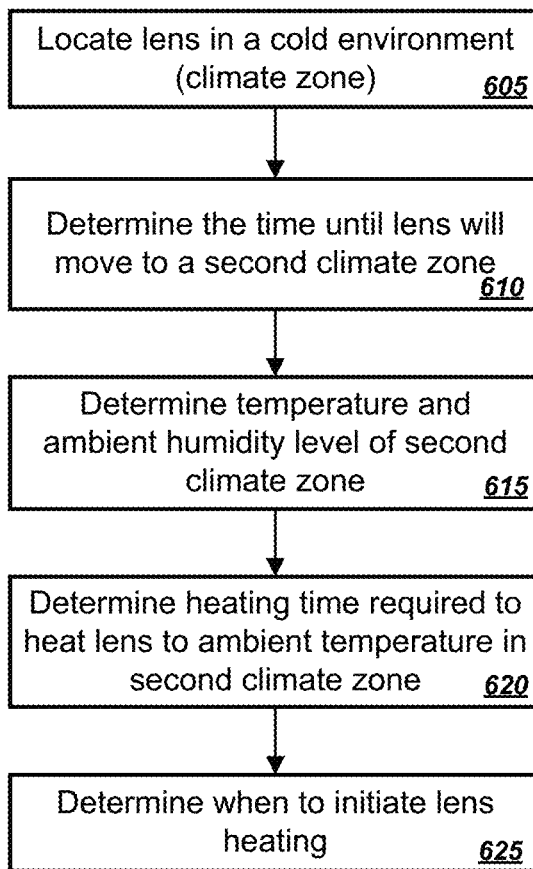 Locate lens in a cold environment
(climate zone)
605
Determine the time until lens will
move to a second climate zone
610
Determine temperature and
ambient humidity level of second
climate zone
615
Determine heating time required to
heat lens to ambient temperature in
second climate zone
620
Determine when to initiate lens
heating
625